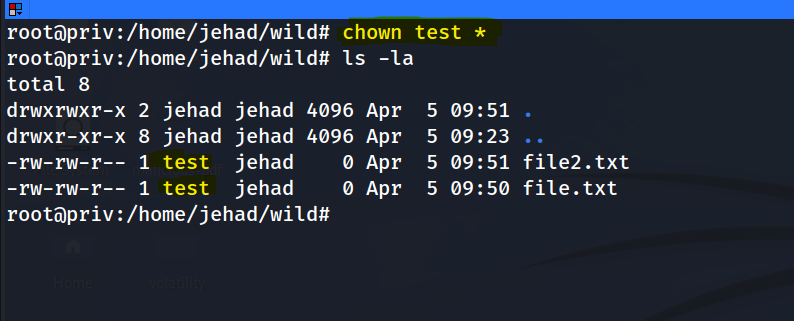 root@priv:/home/jehad/wild# chown test *
root@priv:/home/jehad/wild# ls -la
total 8
drwxrwxr-x 2 jehad jehad 4096 Apr  5 09:51 .
drwxr-xr-x 8 jehad jehad 4096 Apr  5 09:23 ..
-rw-rw-r-- 1 test  jehad    0 Apr  5 09:51 file2.txt
-rw-rw-r-- 1 test  jehad    0 Apr  5 09:50 file.txt
root@priv:/home/jehad/wild#
Home volatility